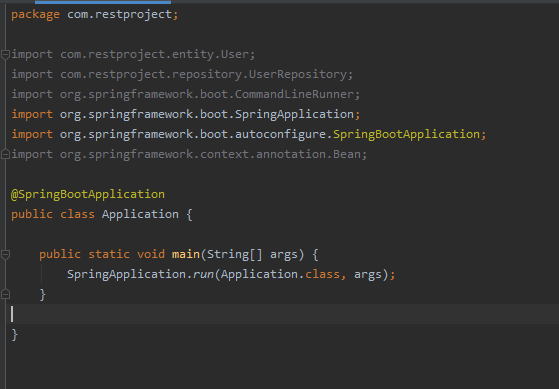 package com.restproject;
import com.restproject.entity.User;
import com.restproject.repository.UserRepository;
import org.springframework.boot.CommandLineRunner;
import org.springframework.boot.SpringApplication;
import org.springframework.boot.autoconfigure.SpringBootApplication;
import org.springframework.context.annotation.Bean;
@SpringBootApplication
public class Application {
public static void main(String[] args) {
SpringApplication.run(Application.class, args);
}
}